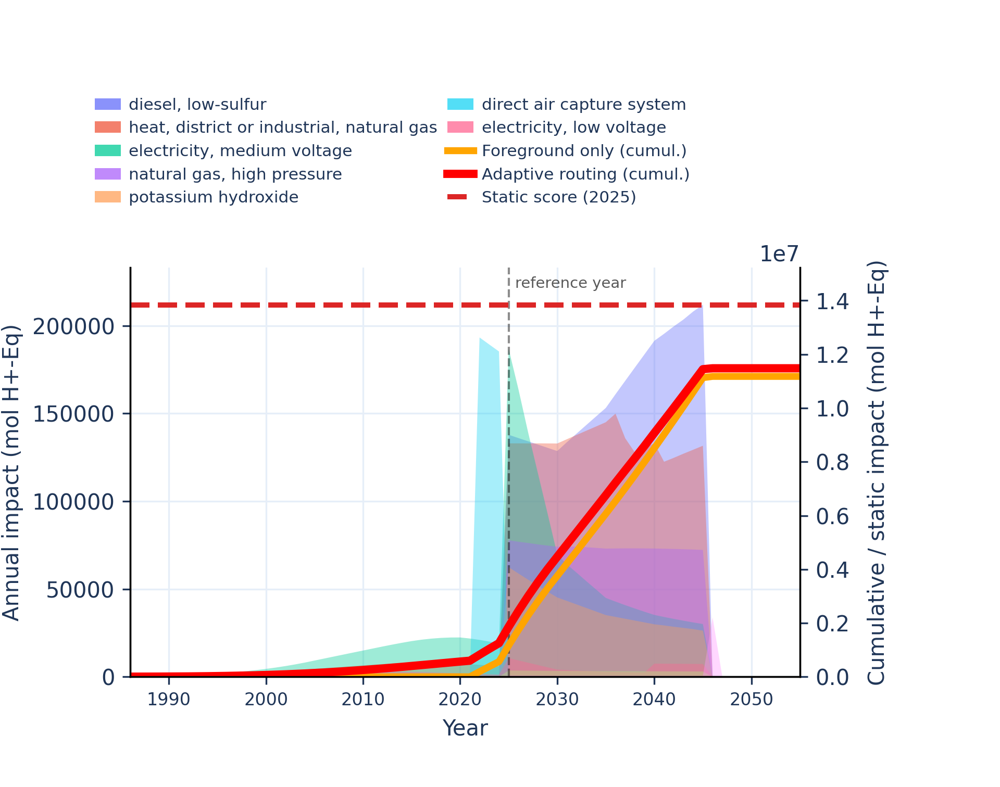 diesel, low-sulfur
heat, district or industrial, natural gas
electricity, medium voltage
natural gas, high pressure
potassium hydroxide
direct air capture system
electricity, low voltage
Foreground only (cumul.)
Adaptive routing (cumul.)
Static score (2025)
1e7
reference year
Annual impact (mol H+-Eq)
200000
150000
100000
50000
0
1.4
1.2
1.0
0.8
0.6
0.4
0.2
0.0
Cumulative / static impact (mol H+-Eq)
1990 2000 2010 2020 2030 2040 2050
Year